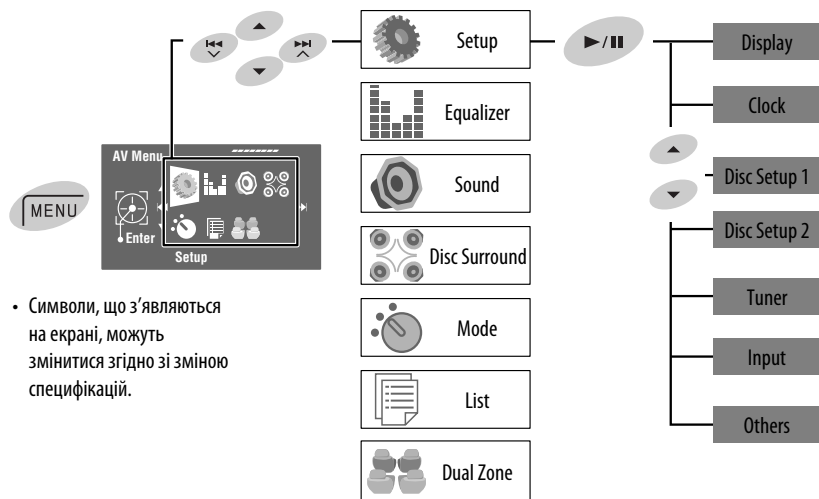 Setup
Equalizer
Sound
Disc Surround
Mode
List
Dual Zone
Display
Clock
Disc Setup 1
Disc Setup 2
Tuner
Input
Others
MENU
AV Menu
Enter
Setup
• Символи, що з’являються
на екрані, можуть
змінитися згідно зі зміною
специфікацій.